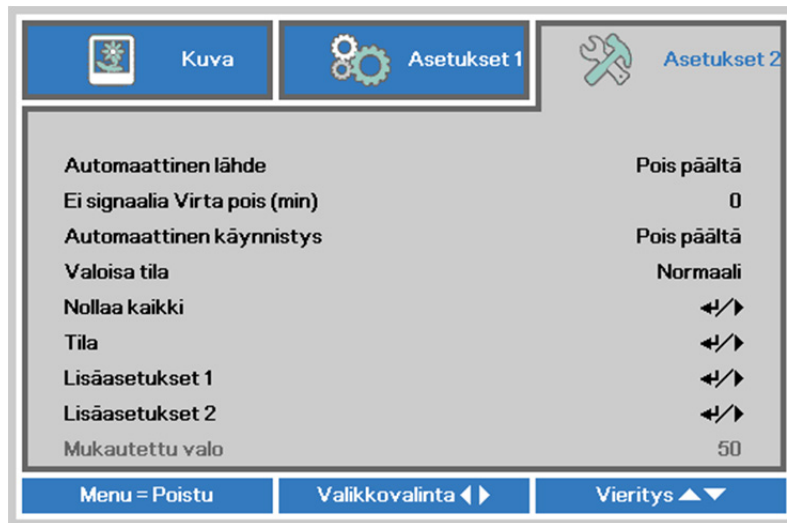 Kuva Asetukset 1 Asetukset 2
Automaattinen lähde Pois päältä
Ei signaalia Virta pois (min) 0
Automaattinen käynnistys Pois päältä
Valoisa tila Normaali
Nollaa kaikki ↵/▶
Tila ↵/▶
Lisäasetukset 1 ↵/▶
Lisäasetukset 2 ↵/▶
Mukautettu valo 50
Menu = Poistu Valikkovalinta ◀▶ Vieritys ▲▼